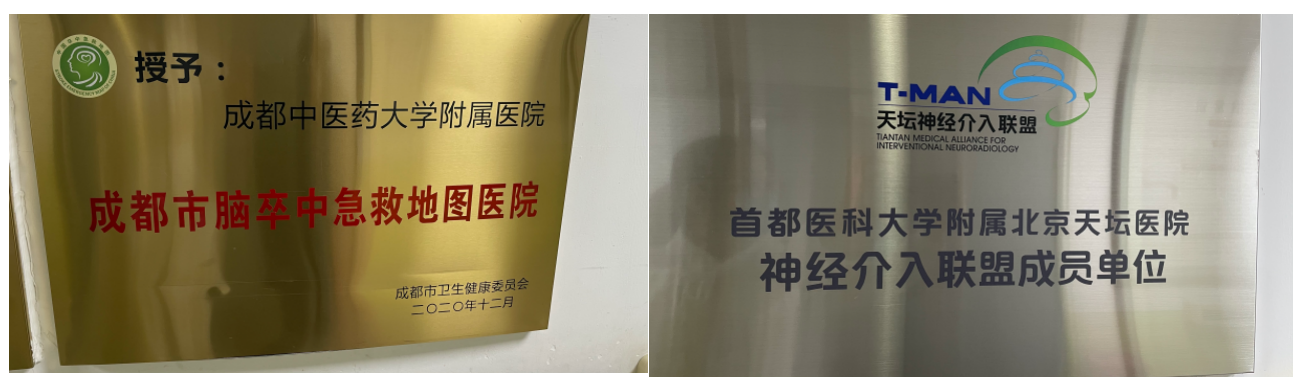 授予：
成都中医药大学附属医院
成都市脑卒中急救地图医院
成都市卫生健康委员会
二〇二〇年十二月
T-MAN
天坛神经介入联盟
TIANTAN MEDICAL ALLIANCE FOR
INTERVENTIONAL NEURORADIOLOGY
首都医科大学附属北京天坛医院
神经介入联盟成员单位